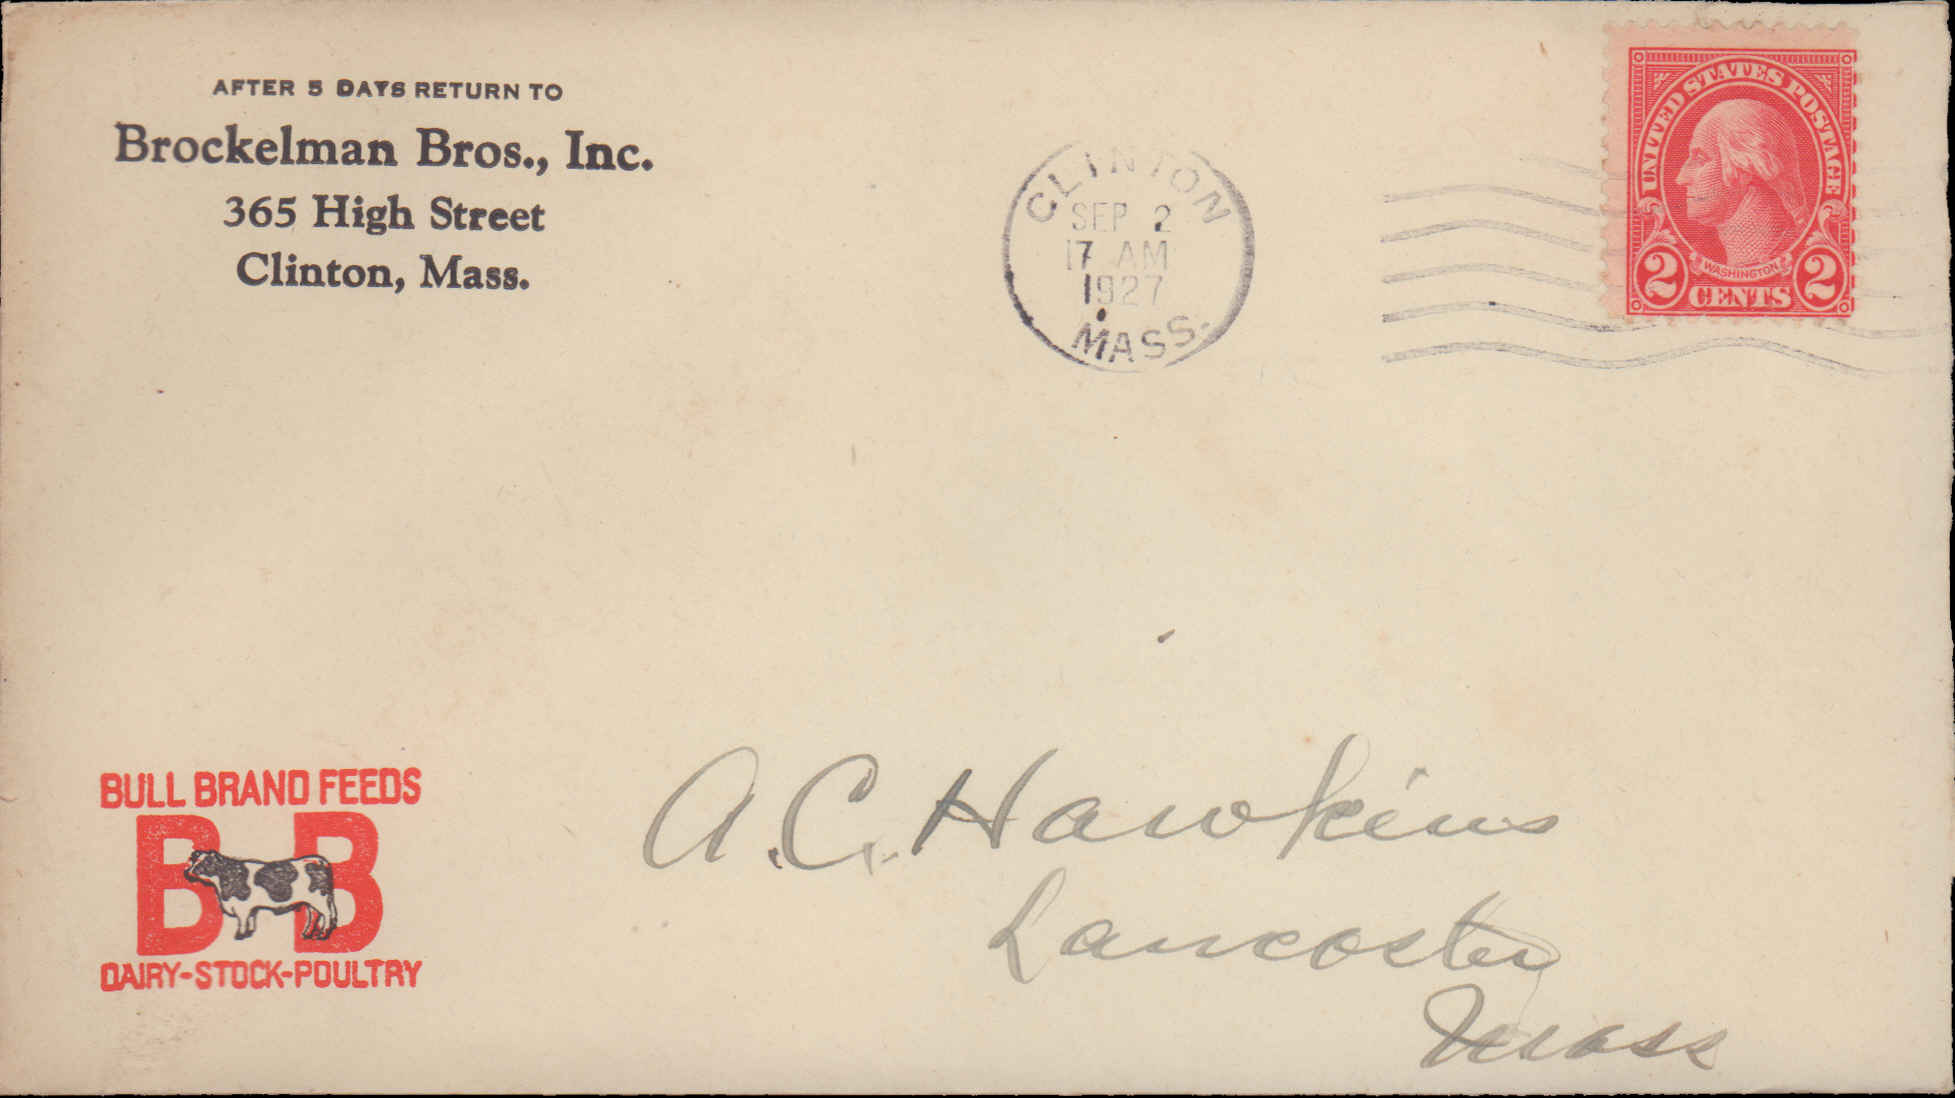 AFTER 5 DAYS RETURN TO
Brockelman Bros., Inc.
365 High Street
Clinton, Mass.
CLINTON
SEP 2
7 AM
1927
MASS.
UNITED STATES POSTAGE
WASHINGTON
2 CENTS 2
BULL BRAND FEEDS
B B
DAIRY-STOCK-POULTRY
A. C. Hawkins
Lancaster
Mass